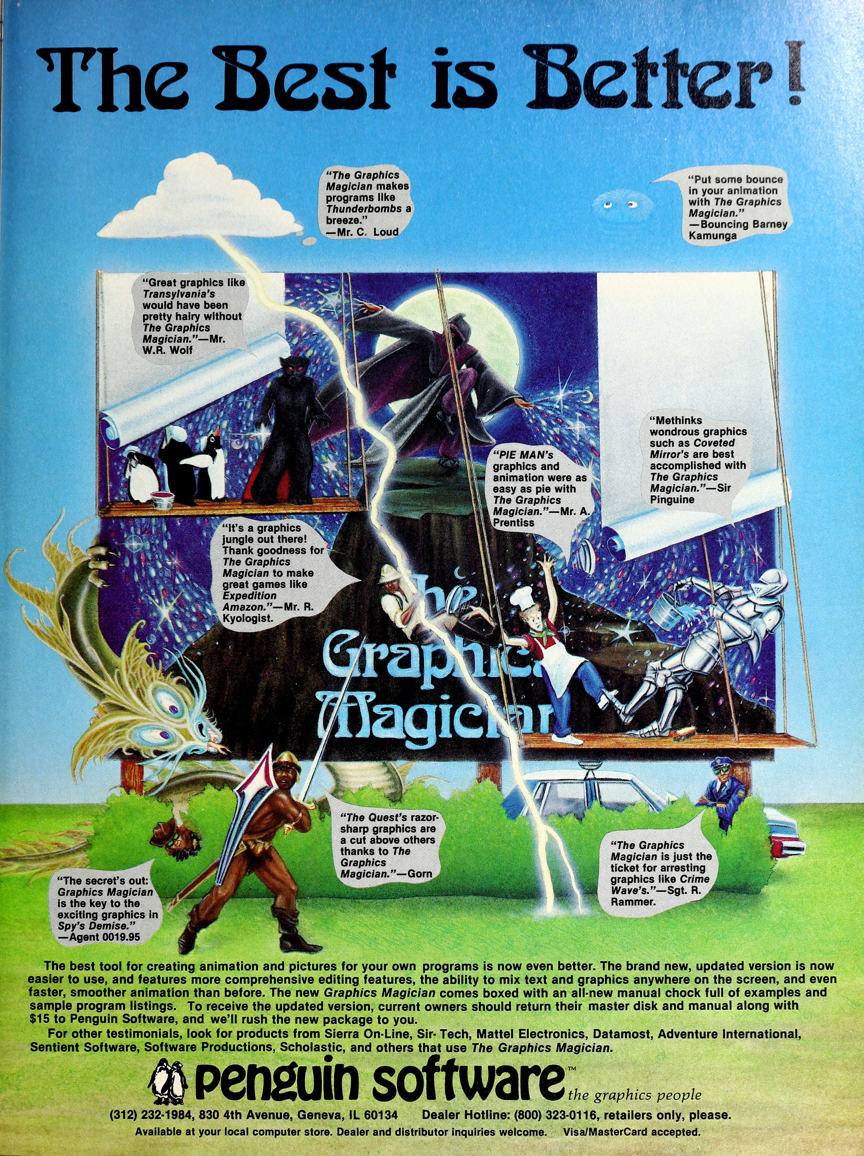 The Best is Better!
"The Graphics
Magician makes
programs like
Thunderbombs a
breeze."
—Mr. C. Loud
"Put some bounce
in your animation
with The Graphics
Magician."
—Bouncing Barney
Kamunga
"Great graphics like
Transylvania's
would have been
pretty hairy without
The Graphics
Magician."—Mr.
W.R. Wolf
"Methinks
wondrous graphics
such as Coveted
Mirror's are best
accomplished with
The Graphics
Magician."—Sir
Pinguine
"PIE MAN's
graphics and
animation were as
easy as pie with
The Graphics
Magician."—Mr. A.
Prentiss
"It's a graphics
jungle out there!
Thank goodness for
The Graphics
Magician to make
great games like
Expedition
Amazon."—Mr. R.
Kyologist.
The
Graphics
Magician
"The Quest's razor-
sharp graphics are
a cut above others
thanks to The
Graphics
Magician."—Gorn
"The Graphics
Magician is just the
ticket for arresting
graphics like Crime
Wave's."—Sgt. R.
Rammer.
"The secret's out:
Graphics Magician
is the key to the
exciting graphics in
Spy's Demise."
—Agent 0019.95
The best tool for creating animation and pictures for your own programs is now even better. The brand new, updated version is now
easier to use, and features more comprehensive editing features, the ability to mix text and graphics anywhere on the screen, and even
faster, smoother animation than before. The new Graphics Magician comes boxed with an all-new manual chock full of examples and
sample program listings. To receive the updated version, current owners should return their master disk and manual along with
$15 to Penguin Software, and we'll rush the new package to you.
For other testimonials, look for products from Sierra On-Line, Sir- Tech, Mattel Electronics, Datamost, Adventure International,
Sentient Software, Software Productions, Scholastic, and others that use The Graphics Magician.
penguin software™ the graphics people
(312) 232-1984, 830 4th Avenue, Geneva, IL 60134 Dealer Hotline: (800) 323-0116, retailers only, please.
Available at your local computer store. Dealer and distributor inquiries welcome. Visa/MasterCard accepted.